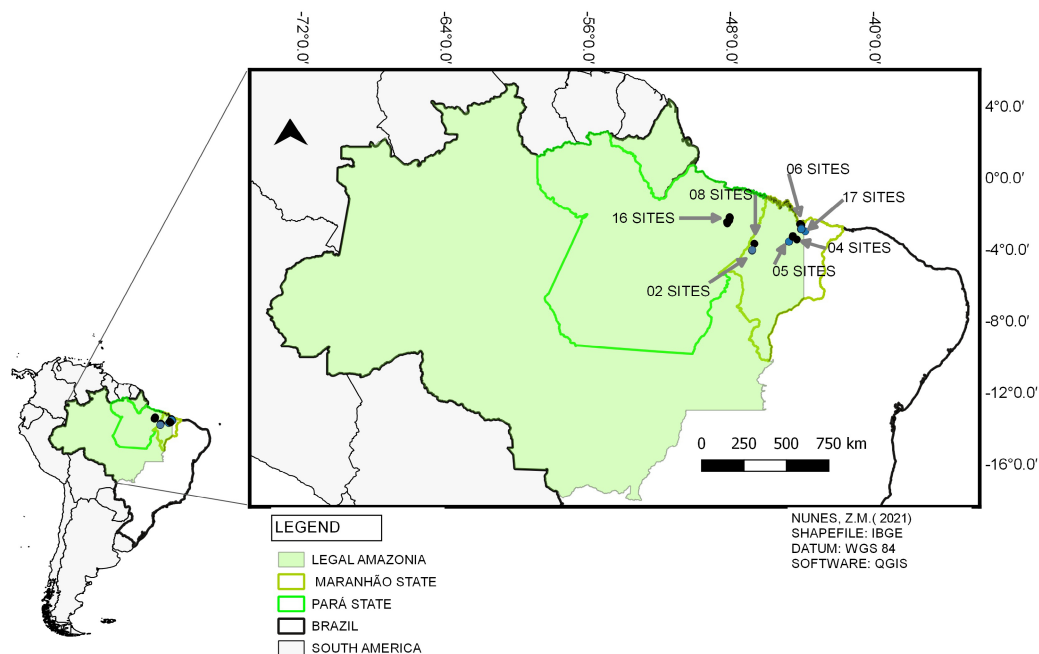 -72°0.0′
-64°0.0′
-56°0.0′
-48°0.0′
-40°0.0′
4°0.0′
0°0.0′
-4°0.0′
-8°0.0′
-12°0.0′
-16°0.0′
06 SITES
08 SITES
17 SITES
16 SITES
04 SITES
05 SITES
02 SITES
0 250 500 750 km
NUNES, Z.M.( 2021)
SHAPEFILE: IBGE
DATUM: WGS 84
SOFTWARE: QGIS
LEGEND
LEGAL AMAZONIA
MARANHÃO STATE
PARÁ STATE
BRAZIL
SOUTH AMERICA